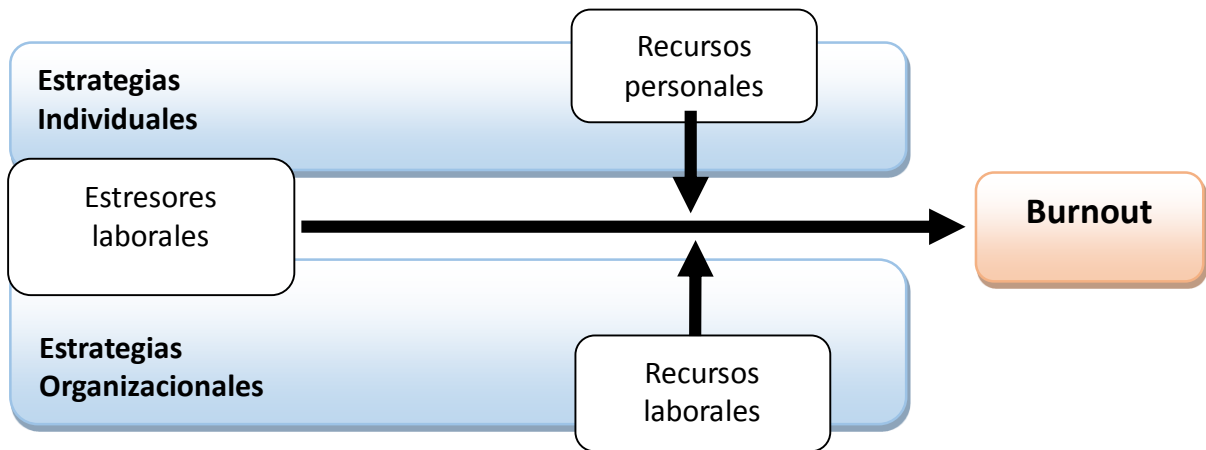 Recursos
personales
Estrategias
Individuales
Estresores
laborales
Burnout
Estrategias
Organizacionales
Recursos
laborales